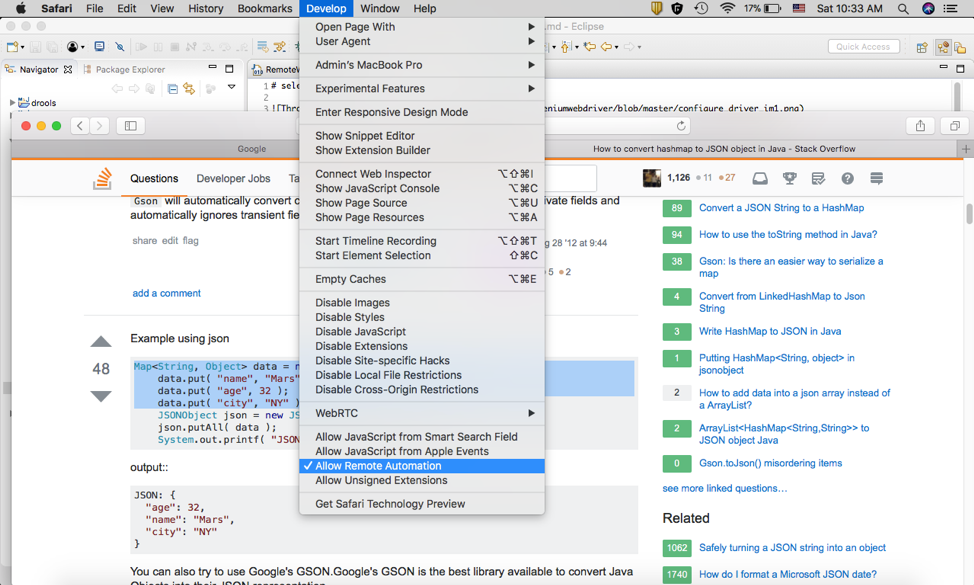 Safari File Edit View History Bookmarks Develop Window Help 17% Sat 10:33 AM
.md - Eclipse
Quick Access
Navigator Package Explorer
drools
1 # sele
2
3 ![Thro
eniumwebdriver/blob/master/configure_driver_im1.png)
Google
How to convert hashmap to JSON object in Java - Stack Overflow
Questions Developer Jobs Ta
1,126 11 27
Gson will automatically convert
vate fields and
automatically ignores transient fie
share edit flag
g 28 '12 at 9:44
5 2
add a comment
Example using json
48
Map<String, Object> data =
data.put( "name", "Mars"
data.put( "age", 32 );
data.put( "city", "NY" )
JSONObject json = new JS
json.putAll( data );
System.out.printf( "JSON
output::
JSON: {
"age": 32,
"name": "Mars",
"city": "NY"
}
You can also try to use Google's GSON.Google's GSON is the best library available to convert Java
Objects into their JSON representation
Open Page With
User Agent
Admin's MacBook Pro
Experimental Features
Enter Responsive Design Mode
Show Snippet Editor
Show Extension Builder
Connect Web Inspector ⌥⇧⌘I
Show JavaScript Console ⌥⌘C
Show Page Source ⌥⌘U
Show Page Resources ⌥⌘A
Start Timeline Recording ⌥⇧⌘T
Start Element Selection ⇧⌘C
Empty Caches ⌥⌘E
Disable Images
Disable Styles
Disable JavaScript
Disable Extensions
Disable Site-specific Hacks
Disable Local File Restrictions
Disable Cross-Origin Restrictions
WebRTC
Allow JavaScript from Smart Search Field
Allow JavaScript from Apple Events
✓ Allow Remote Automation
Allow Unsigned Extensions
Get Safari Technology Preview
89 Convert a JSON String to a HashMap
94 How to use the toString method in Java?
38 Gson: Is there an easier way to serialize a
map
4 Convert from LinkedHashMap to Json
String
3 Write HashMap to JSON in Java
1 Putting HashMap<String, object> in
jsonobject
2 How to add data into a json array instead of
a ArrayList?
2 ArrayList<HashMap<String,String>> to
JSON object Java
0 Gson.toJson() misordering items
see more linked questions…
Related
1062 Safely turning a JSON string into an object
1740 How do I format a Microsoft JSON date?